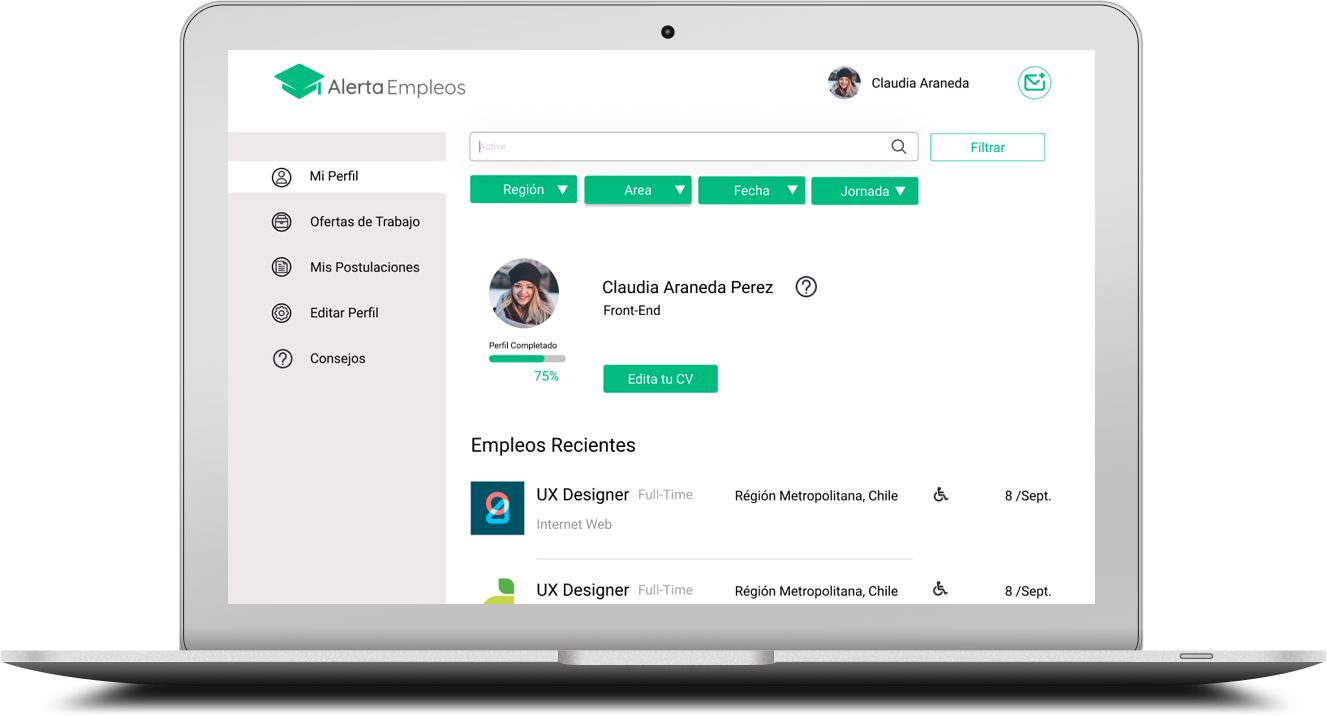 Alerta Empleos
Claudia Araneda
Active
Filtrar
Región
Area
Fecha
Jornada
Mi Perfil
Ofertas de Trabajo
Mis Postulaciones
Editar Perfil
Consejos
Claudia Araneda Perez
Front-End
Perfil Completado
75%
Edita tu CV
Empleos Recientes
UX Designer Full-Time Régión Metropolitana, Chile 8 /Sept.
Internet Web
UX Designer Full-Time Régión Metropolitana, Chile 8 /Sept.